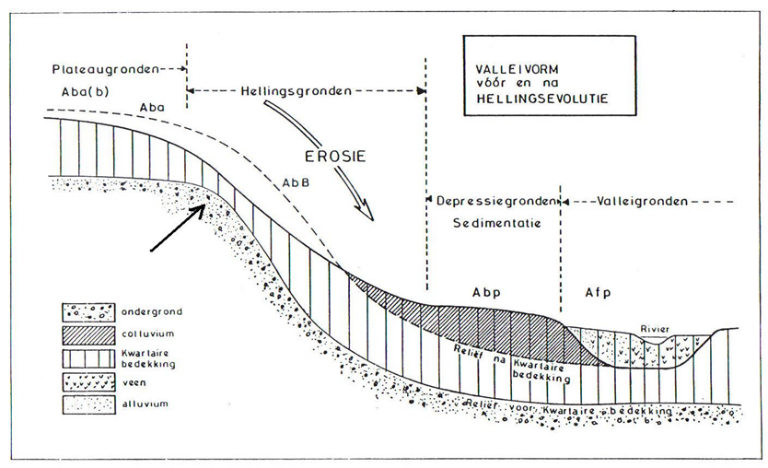 Plateaugronden
Aba(b)
Hellingsgronden
VALLEIVORM
vóór en na
HELLINGSEVOLUTIE
Aba
EROSIE
AbB
Depressiegronden
Sedimentatie
Valleigronden
Abp
Afp
Rivier
Reliëf na Kwartaire
bedekking
Reliëf voor Kwartaire bedekking
ondergrond
colluvium
Kwartaire
bedekking
veen
alluvium